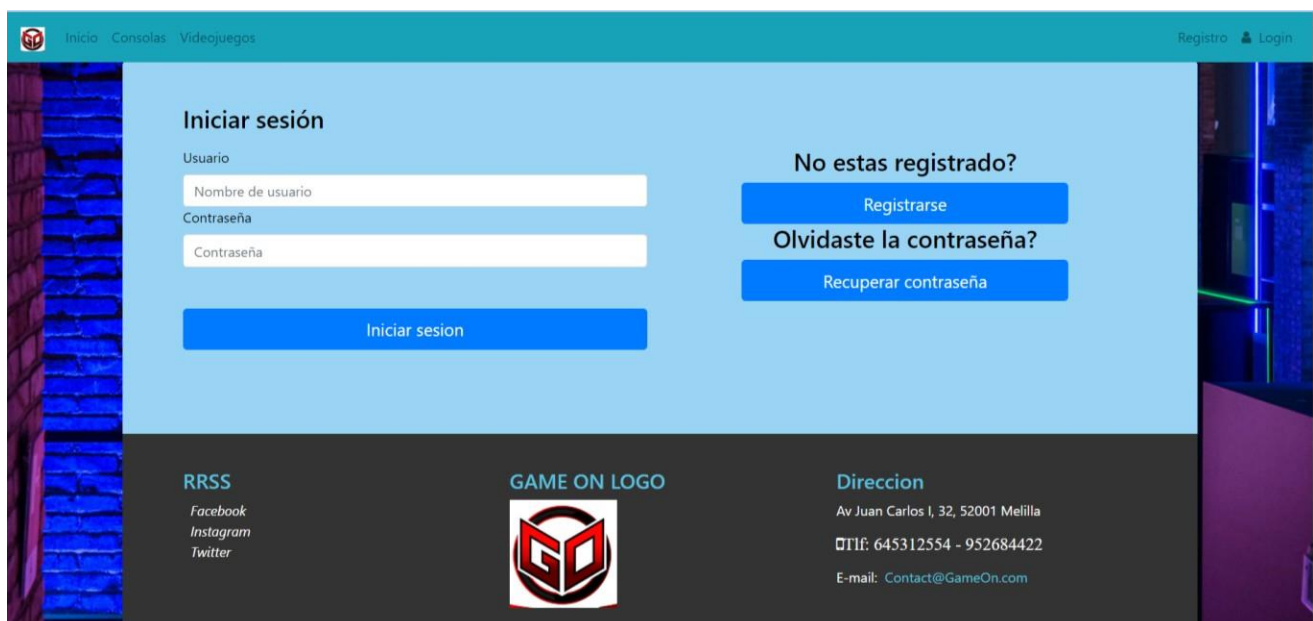 GO
Inicio Consolas Videojuegos
Registro Login
Iniciar sesión
Usuario
Nombre de usuario
Contraseña
Contraseña
Iniciar sesion
No estas registrado?
Registrarse
Olvidaste la contraseña?
Recuperar contraseña
RRSS
Facebook
Instagram
Twitter
GAME ON LOGO
GO
Direccion
Av Juan Carlos I, 32, 52001 Melilla
Tlf: 645312554 - 952684422
E-mail: Contact@GameOn.com